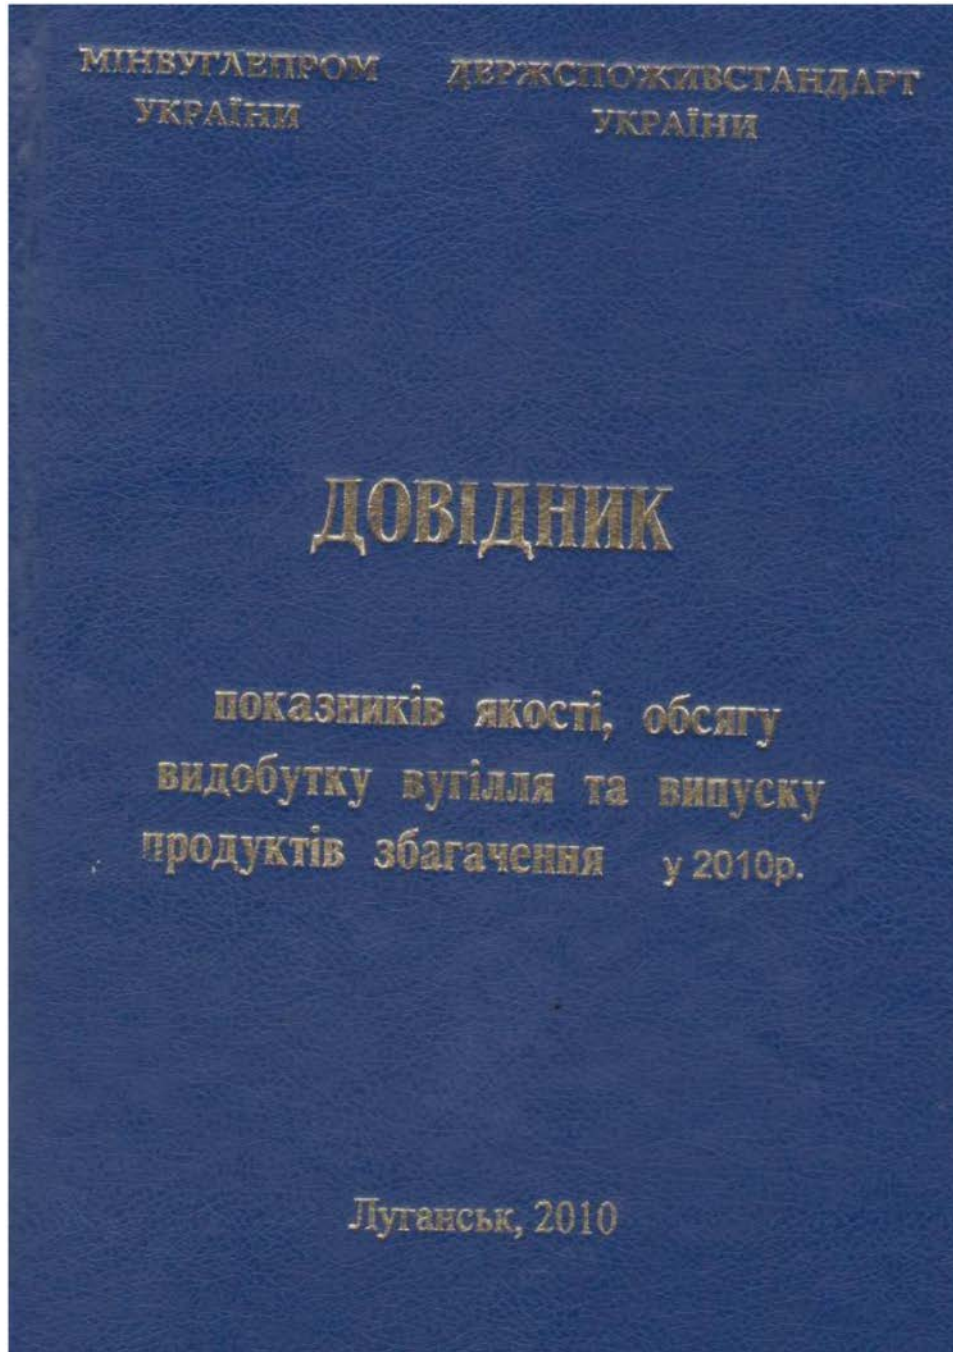 МІНВУГЛЕПРОМ ДЕРЖСПОЖИВСТАНДАРТ
УКРАЇНИ УКРАЇНИ
ДОВІДНИК
показників якості, обсягу
видобутку вугілля та випуску
продуктів збагачення у 2010р.
Луганськ, 2010